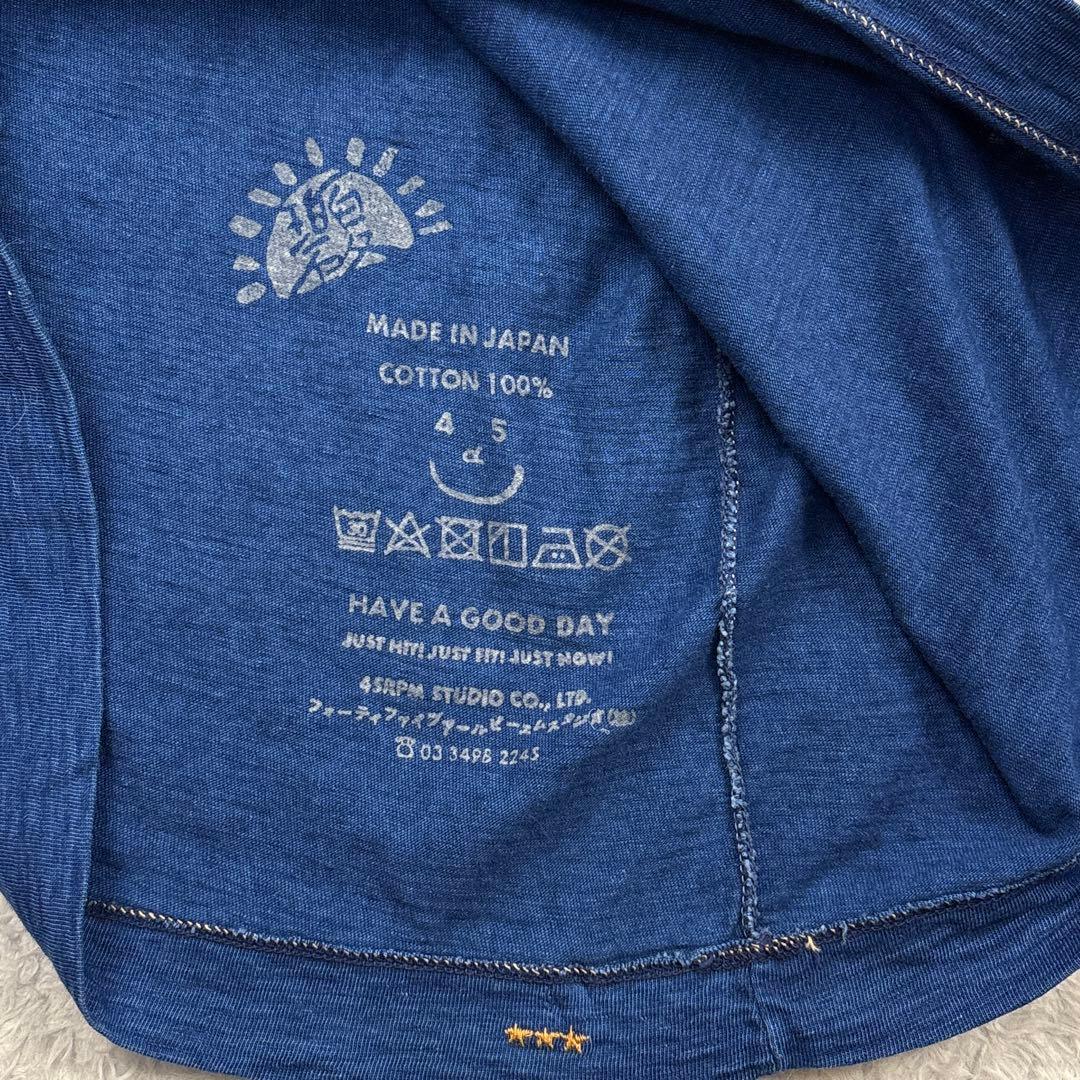 MADE IN JAPAN
COTTON 100%
4 5
R
30
HAVE A GOOD DAY
JUST HIT! JUST FIT! JUST NOW!
45RPM STUDIO CO., LTD.
フォーティファイブアールピーエムスタジオ(株)
☎ 03 3498 2245